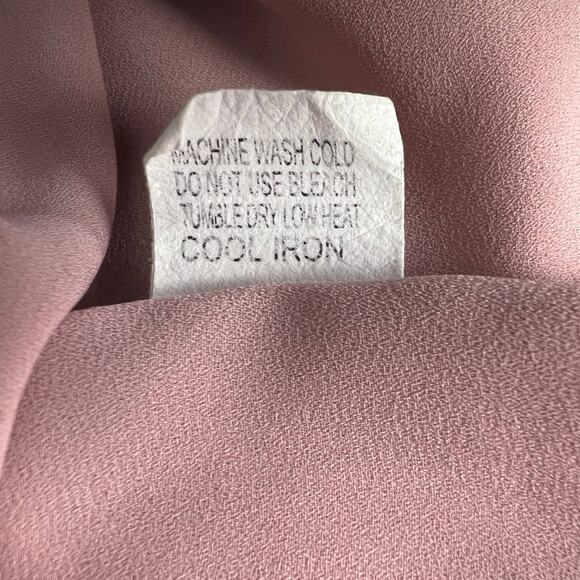 MACHINE WASH COLD
DO NOT USE BLEACH
TUMBLE DRY LOW HEAT
COOL IRON